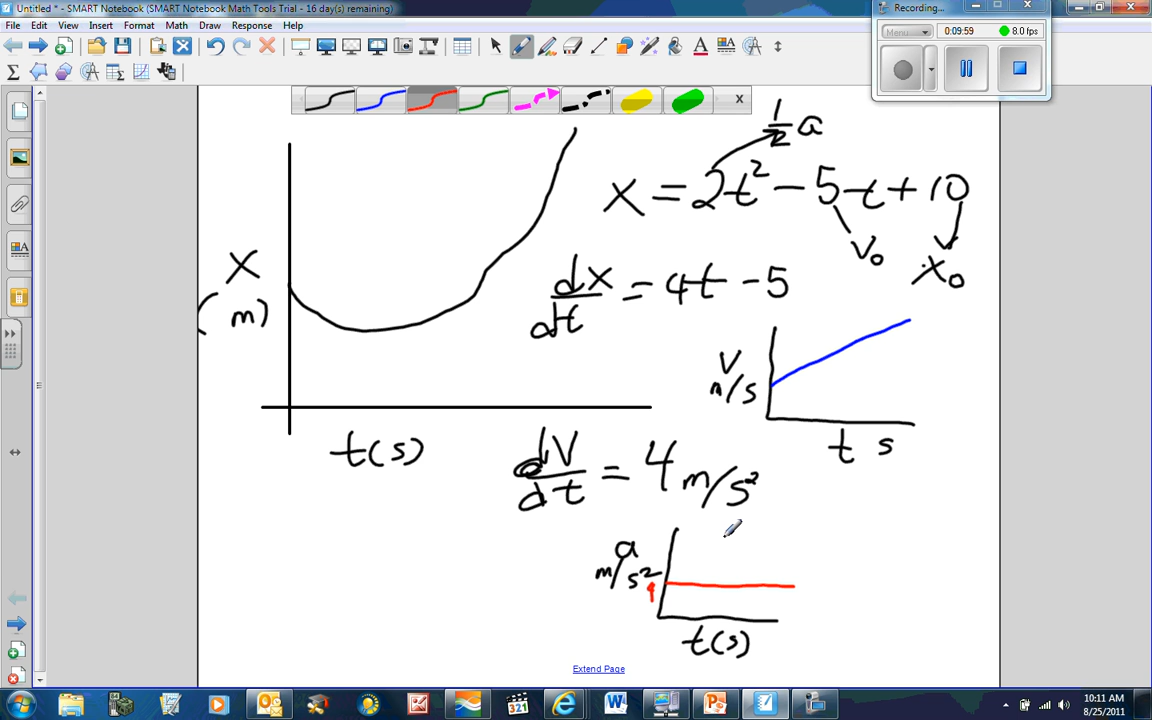 Untitled * - SMART Notebook (SMART Notebook Math Tools Trial - 16 day(s) remaining)
Recording...
File Edit View Insert Format Math Draw Response Help
Menu
0:09:59
8.0 fps
x
1/2 a
x = 2t² - 5t + 10
V₀
X₀
X
(m)
dx/dt = 4t - 5
V
m/s
t(s)
t s
dV/dt = 4 m/s²
a
m/s²
4
t(s)
Extend Page
321
10:11 AM
8/25/2011